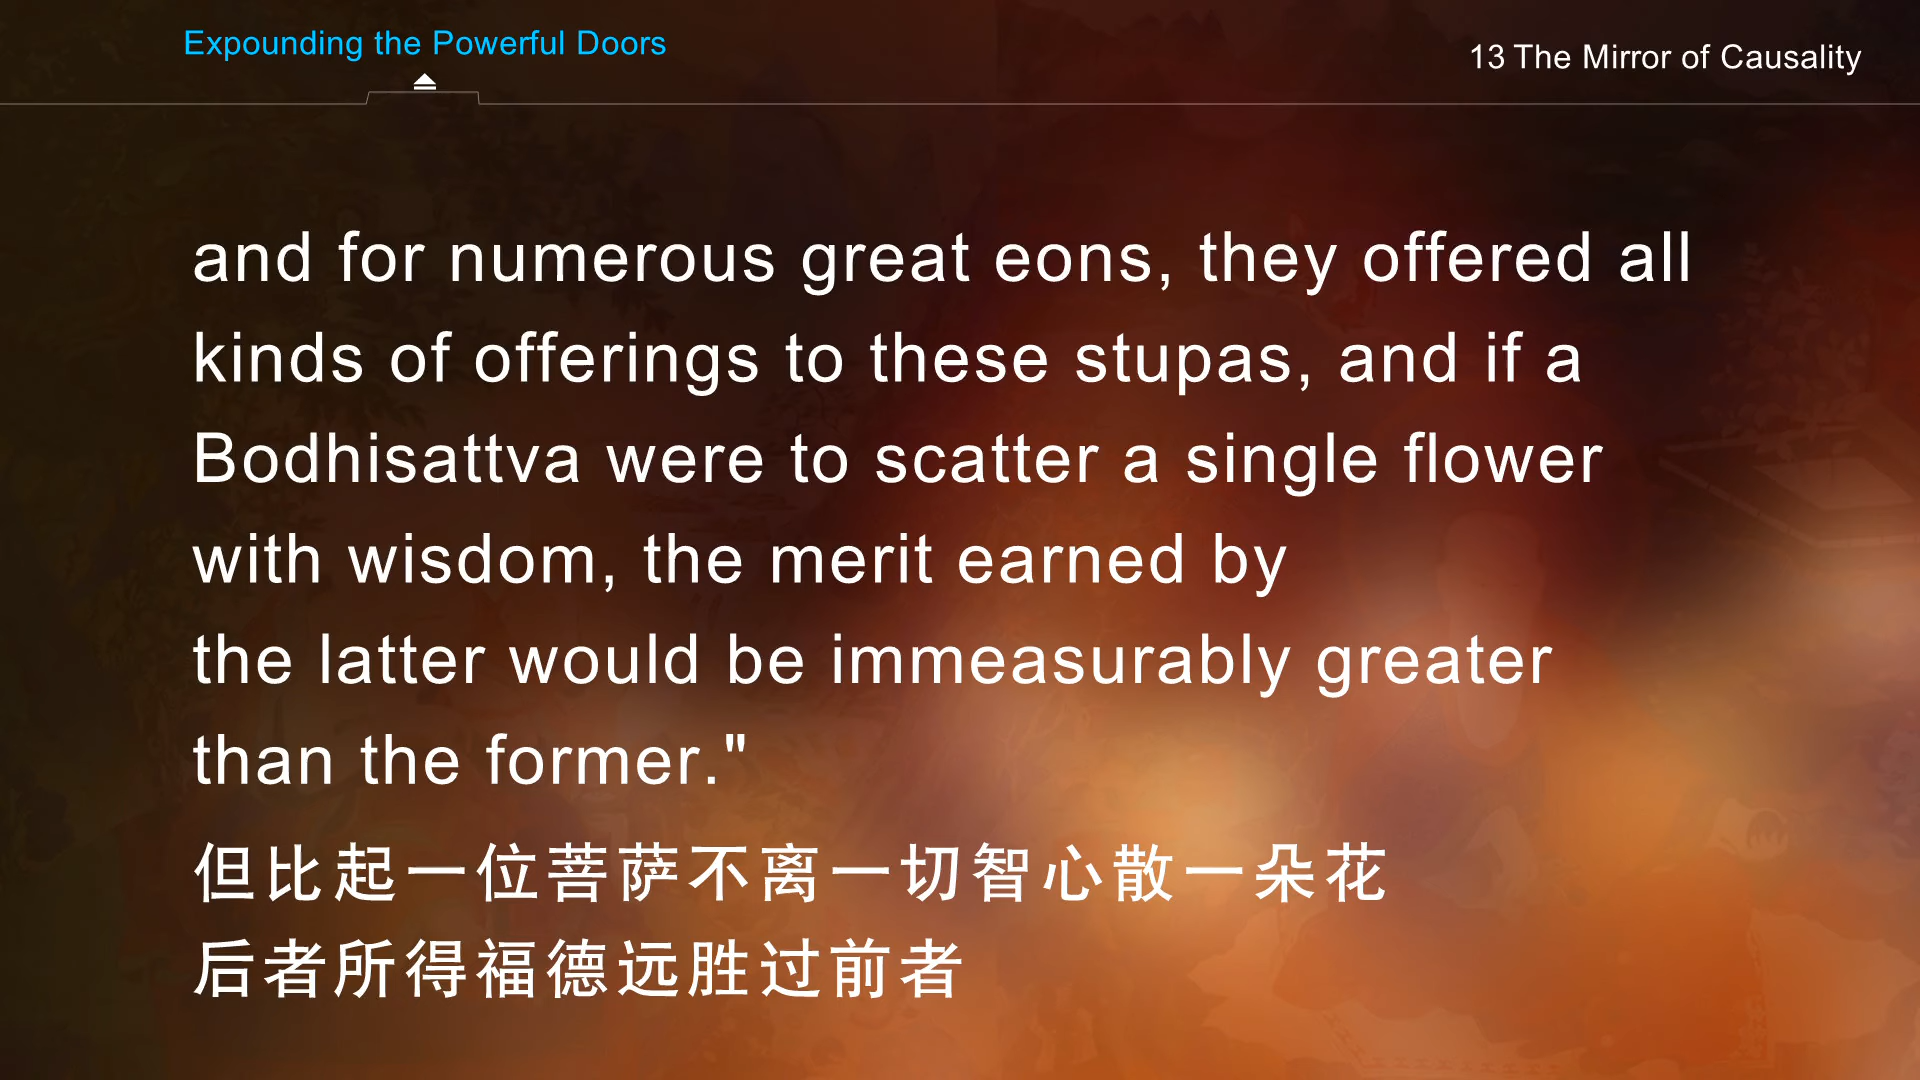 Expounding the Powerful Doors
13 The Mirror of Causality
and for numerous great eons, they offered all
kinds of offerings to these stupas, and if a
Bodhisattva were to scatter a single flower
with wisdom, the merit earned by
the latter would be immeasurably greater
than the former."
但比起一位菩萨不离一切智心散一朵花
后者所得福德远胜过前者